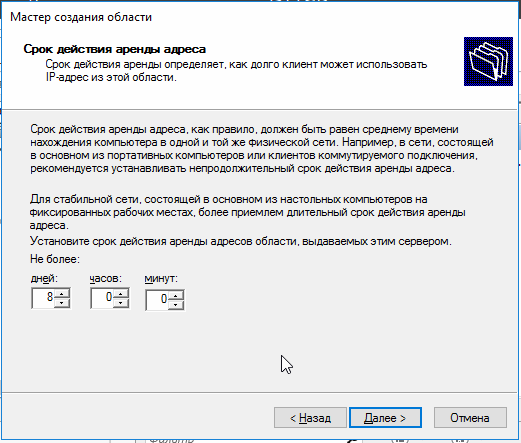 Мастер создания области
Срок действия аренды адреса
Срок действия аренды определяет, как долго клиент может использовать
IP-адрес из этой области.
Срок действия аренды адреса, как правило, должен быть равен среднему времени
нахождения компьютера в одной и той же физической сети. Например, в сети, состоящей
в основном из портативных компьютеров или клиентов коммутируемого подключения,
рекомендуется устанавливать непродолжительный срок действия аренды адреса.
Для стабильной сети, состоящей в основном из настольных компьютеров на
фиксированных рабочих местах, более приемлем длительный срок действия аренды
адреса.
Установите срок действия аренды адресов области, выдаваемых этим сервером.
Не более:
дней: часов: минут:
8 0 0
< Назад Далее > Отмена